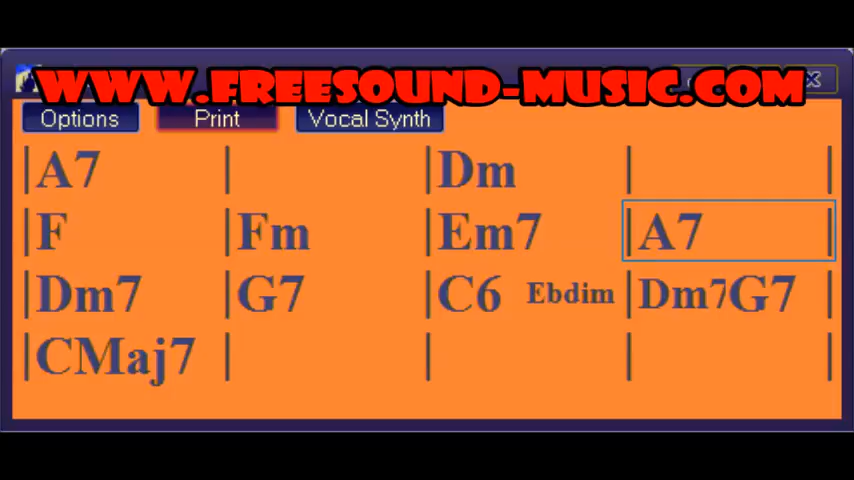 WWW.FREESOUND-MUSIC.COM
Options Print Vocal Synth
|A7 | |Dm | |
|F |Fm |Em7 |A7 |
|Dm7 |G7 |C6 Ebdim |Dm7G7 |
|CMaj7 | | | |